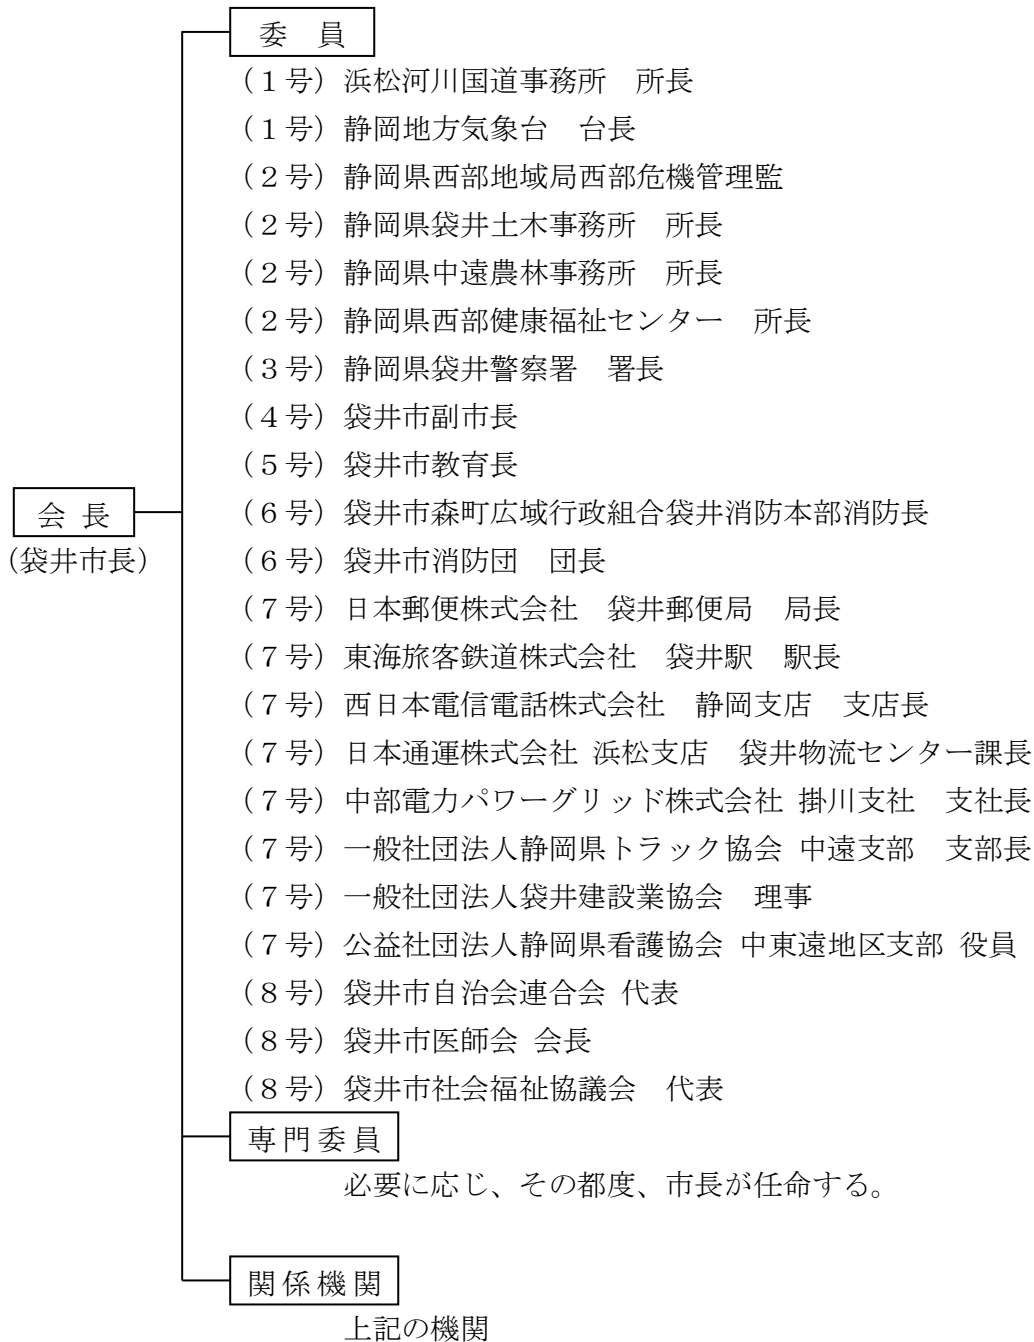 委　員
（１号）浜松河川国道事務所　所長
（１号）静岡地方気象台　台長
（２号）静岡県西部地域局西部危機管理監
（２号）静岡県袋井土木事務所　所長
（２号）静岡県中遠農林事務所　所長
（２号）静岡県西部健康福祉センター　所長
（３号）静岡県袋井警察署　署長
（４号）袋井市副市長
（５号）袋井市教育長
会 長
（６号）袋井市森町広域行政組合袋井消防本部消防長
(袋井市長)
（６号）袋井市消防団　団長
（７号）日本郵便株式会社　袋井郵便局　局長
（７号）東海旅客鉄道株式会社　袋井駅　駅長
（７号）西日本電信電話株式会社　静岡支店　支店長
（７号）日本通運株式会社 浜松支店　袋井物流センター課長
（７号）中部電力パワーグリッド株式会社 掛川支社　支社長
（７号）一般社団法人静岡県トラック協会 中遠支部　支部長
（７号）一般社団法人袋井建設業協会　理事
（７号）公益社団法人静岡県看護協会 中東遠地区支部 役員
（８号）袋井市自治会連合会 代表
（８号）袋井市医師会 会長
（８号）袋井市社会福祉協議会　代表
専門委員
必要に応じ、その都度、市長が任命する。
関係機関
上記の機関